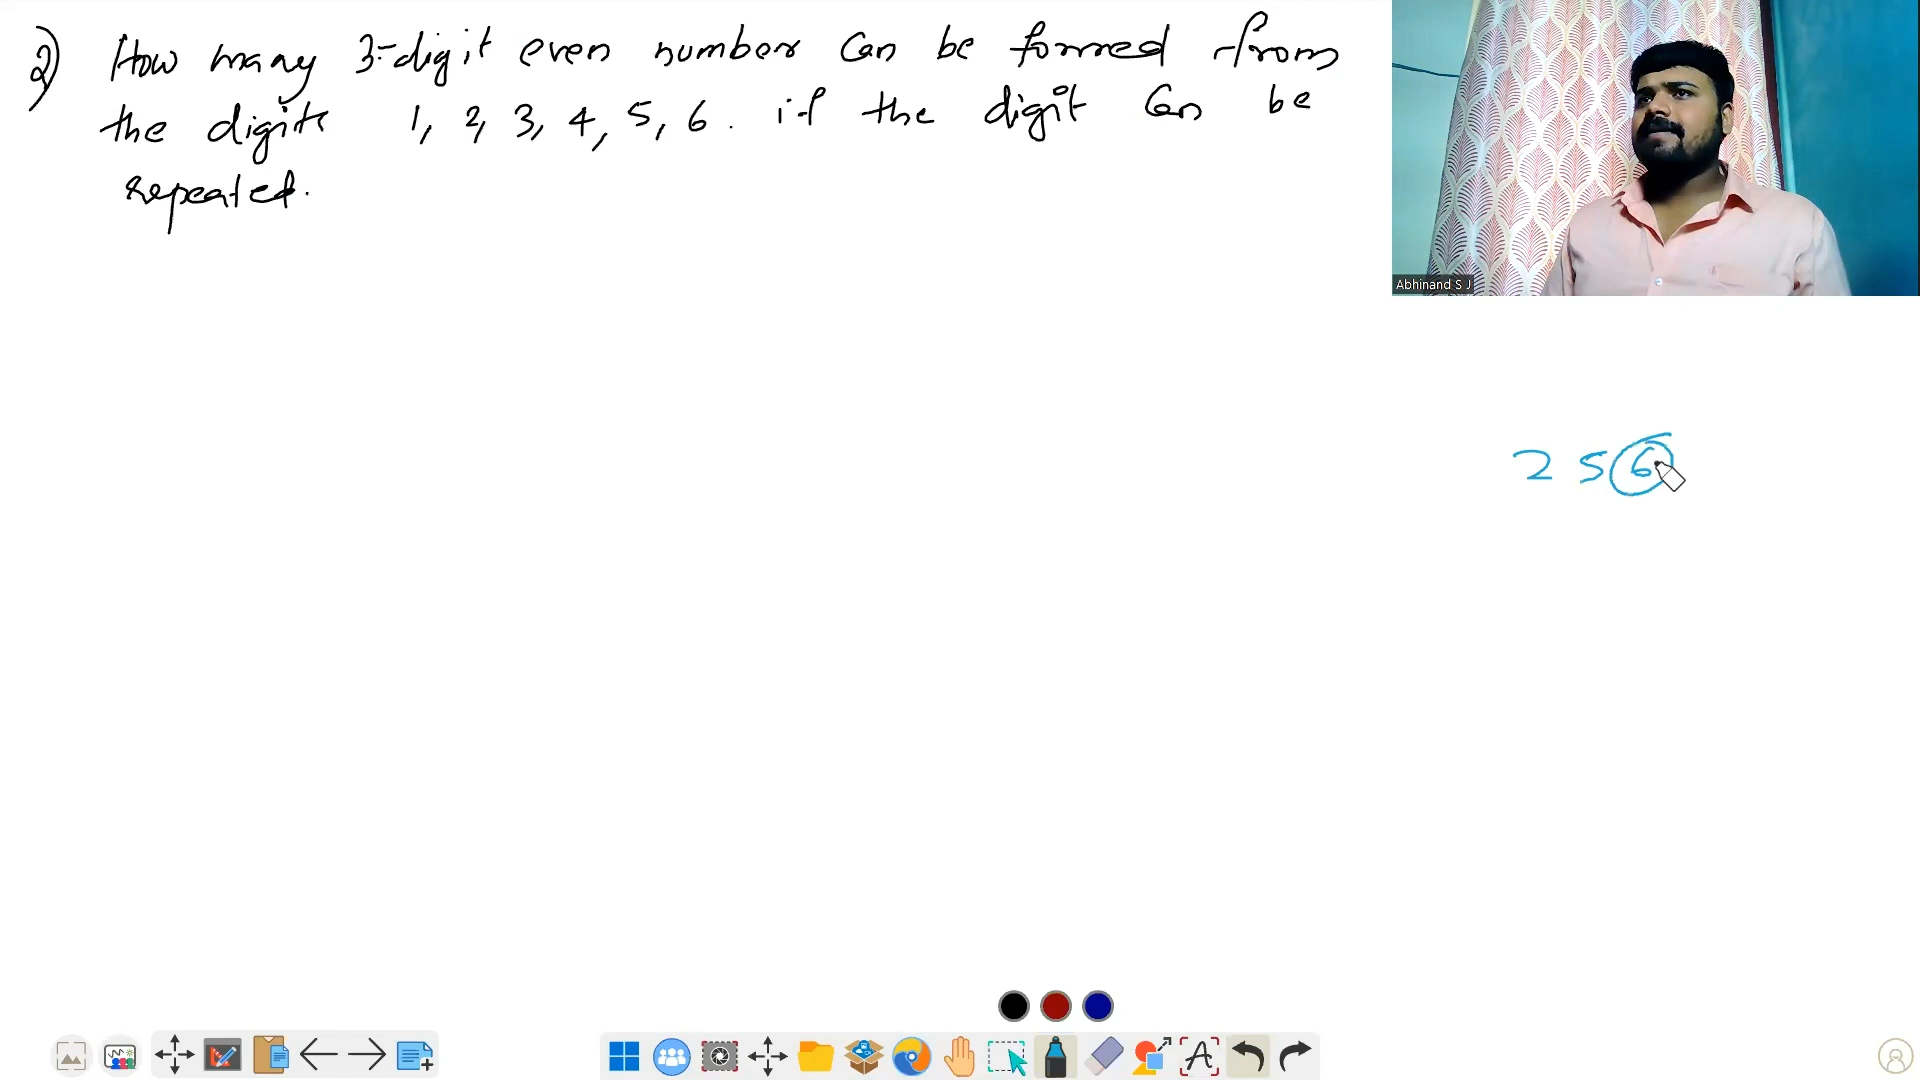 2) How many 3-digit even number can be formed from
the digits 1, 2, 3, 4, 5, 6. if the digit can be
repeated.
Abhinand S J
2 5 6